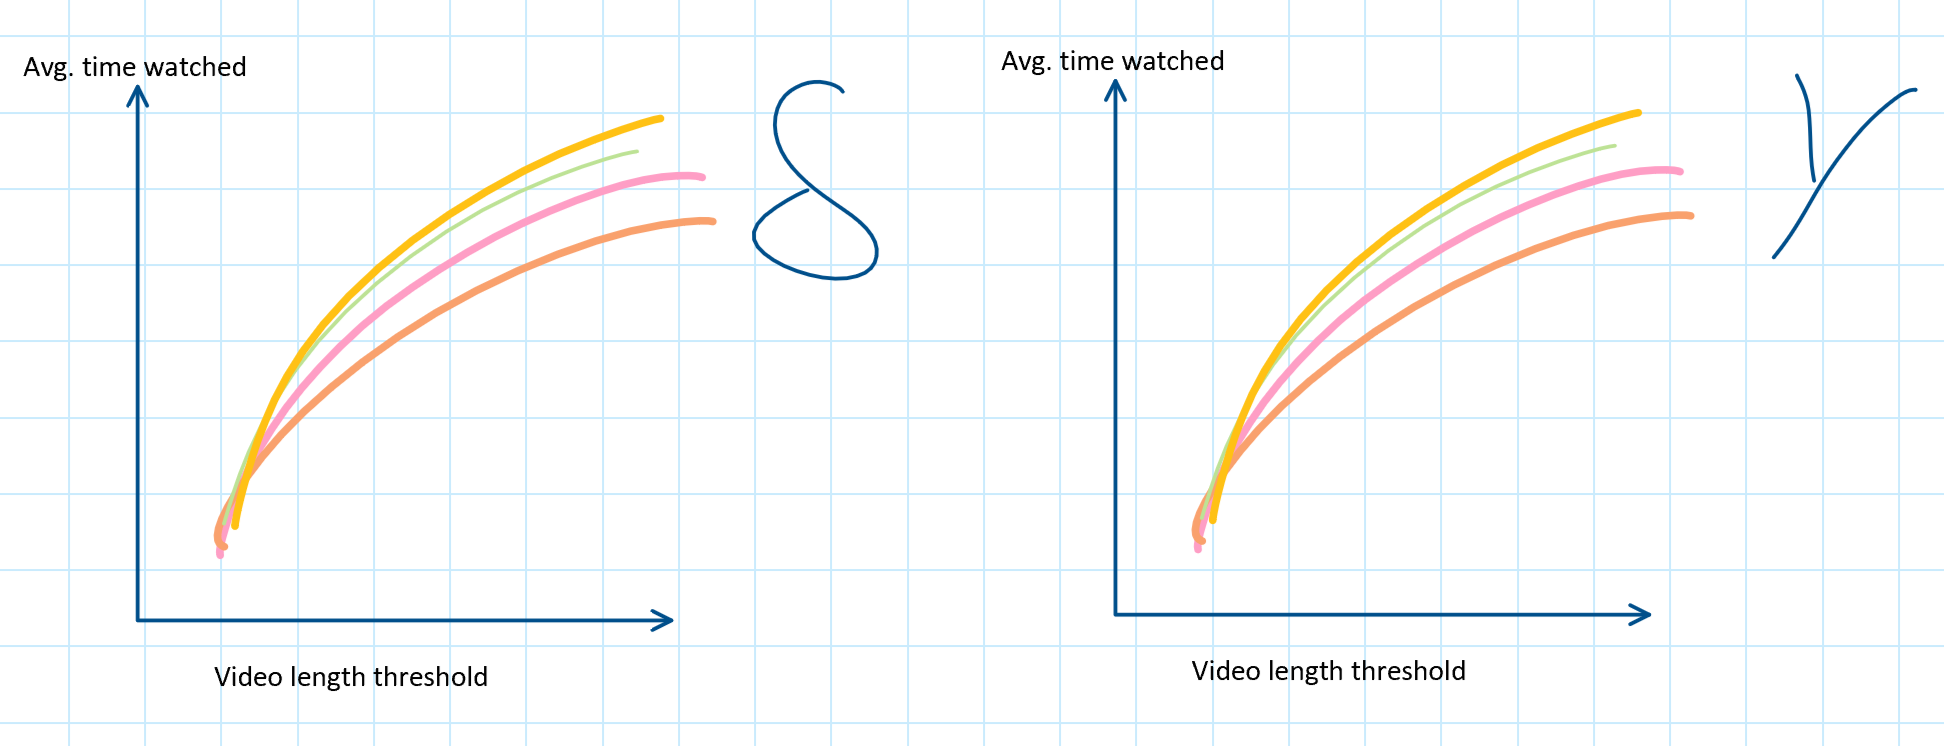 Avg. time watched
δ
Video length threshold
Avg. time watched
γ
Video length threshold